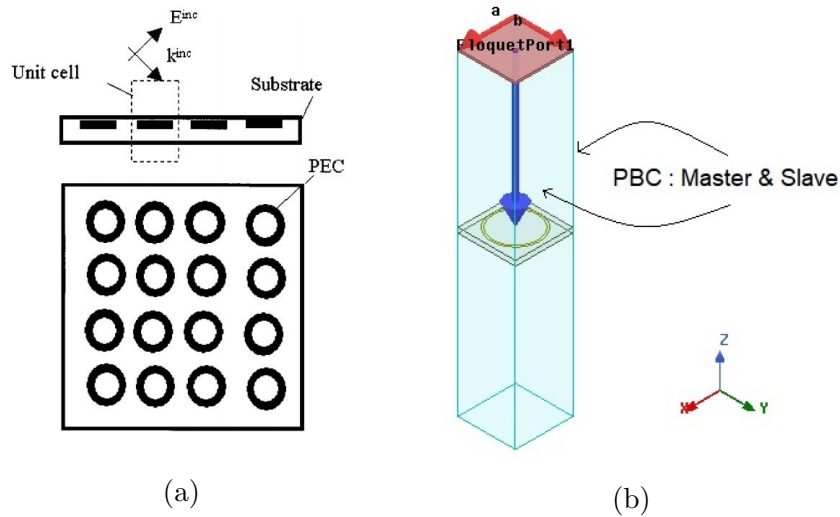 E^inc
k^inc
Unit cell
Substrate
PEC
(a)
a
b
FloquetPort1
PBC : Master & Slave
Z
X
Y
(b)